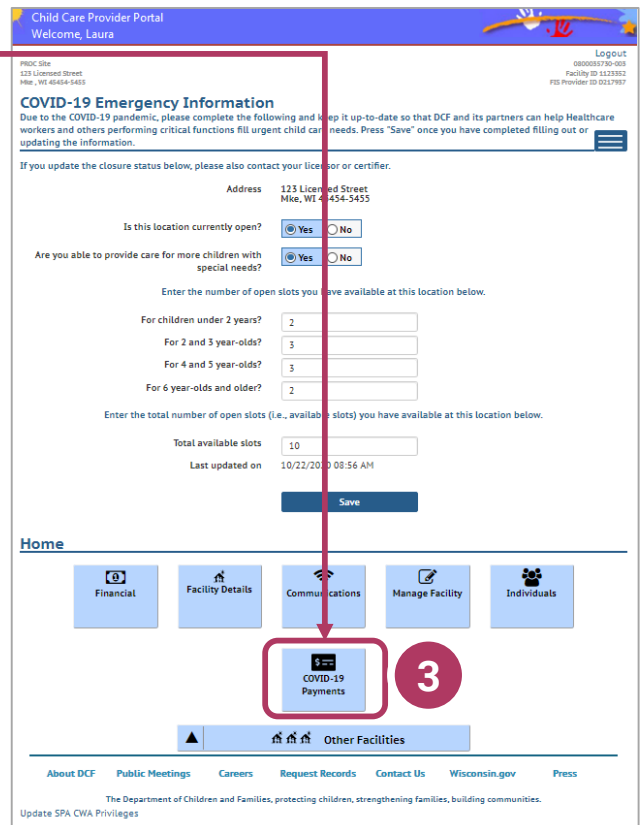 Child Care Provider Portal
Welcome, Laura
Logout
PRDC Site
123 Licensed Street
Mke , WI 45454-5455
0800035730-003
Facility ID 1123352
FIS Provider ID 0217957
COVID-19 Emergency Information
Due to the COVID-19 pandemic, please complete the following and keep it up-to-date so that DCF and its partners can help Healthcare
workers and others performing critical functions fill urgent child care needs. Press "Save" once you have completed filling out or
updating the information.
If you update the closure status below, please also contact your licensor or certifier.
Address 123 Licensed Street
Mke, WI 45454-5455
Is this location currently open? Yes No
Are you able to provide care for more children with
special needs? Yes No
Enter the number of open slots you have available at this location below.
For children under 2 years? 2
For 2 and 3 year-olds? 3
For 4 and 5 year-olds? 3
For 6 year-olds and older? 2
Enter the total number of open slots (i.e., available slots) you have available at this location below.
Total available slots 10
Last updated on 10/22/2020 08:56 AM
Save
Home
Financial Facility Details Communications Manage Facility Individuals
COVID-19
Payments
3
Other Facilities
About DCF Public Meetings Careers Request Records Contact Us Wisconsin.gov Press
The Department of Children and Families, protecting children, strengthening families, building communities.
Update SPA CWA Privileges